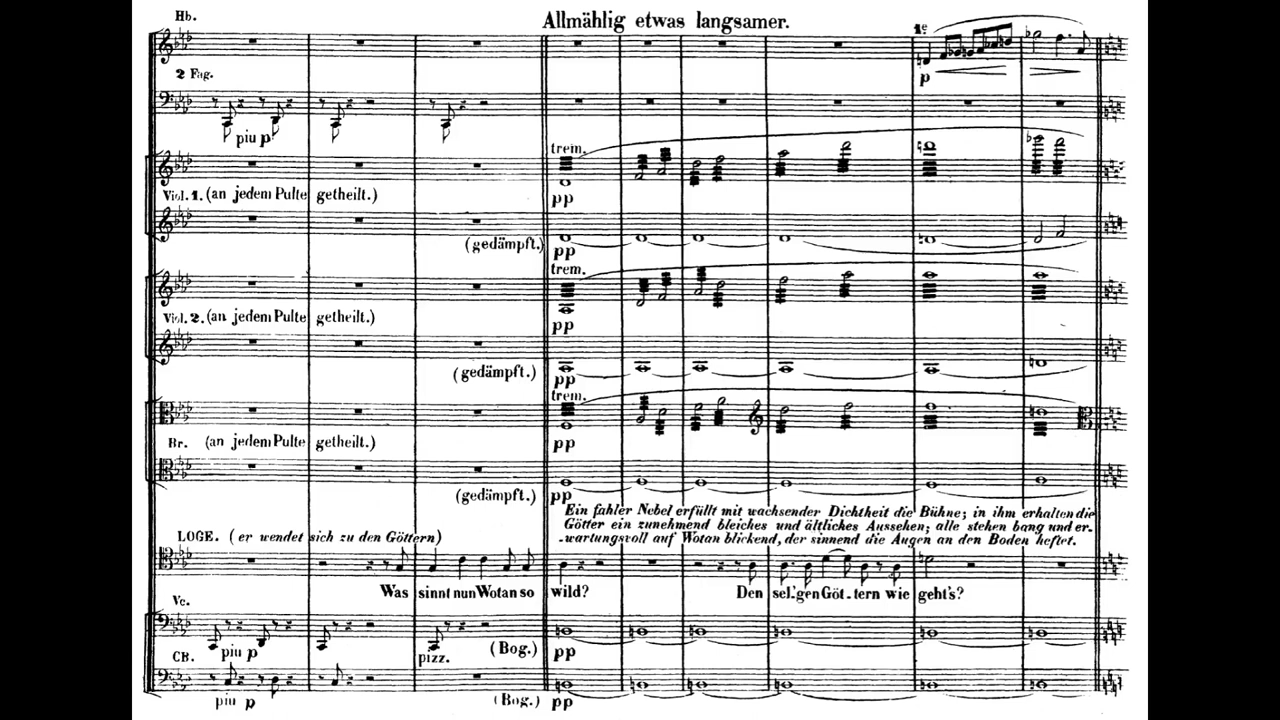 Hb.
Allmählig etwas langsamer.
1e
p
2 Fag.
piu p
trem.
Viol. 1. (an jedem Pulte getheilt.)
pp
(gedämpft.)
pp
trem.
Viol. 2. (an jedem Pulte getheilt.)
pp
(gedämpft.)
pp
trem.
Br. (an jedem Pulte getheilt.)
pp
(gedämpft.)
pp
Ein fahler Nebel erfüllt mit wachsender Dichtheit die Bühne; in ihm erhalten die
Götter ein zunehmend bleiches und ältliches Aussehen; alle stehen bang und er-
-wartungsvoll auf Wotan blickend, der sinnend die Augen an den Boden heftet.
LOGE. (er wendet sich zu den Göttern)
Was sinnt nun Wotan so wild? Den sel'gen Göt-tern wie geht's?
Vc.
piu p
pizz.
(Bog.)
pp
CB.
piu p
(Bog.)
pp